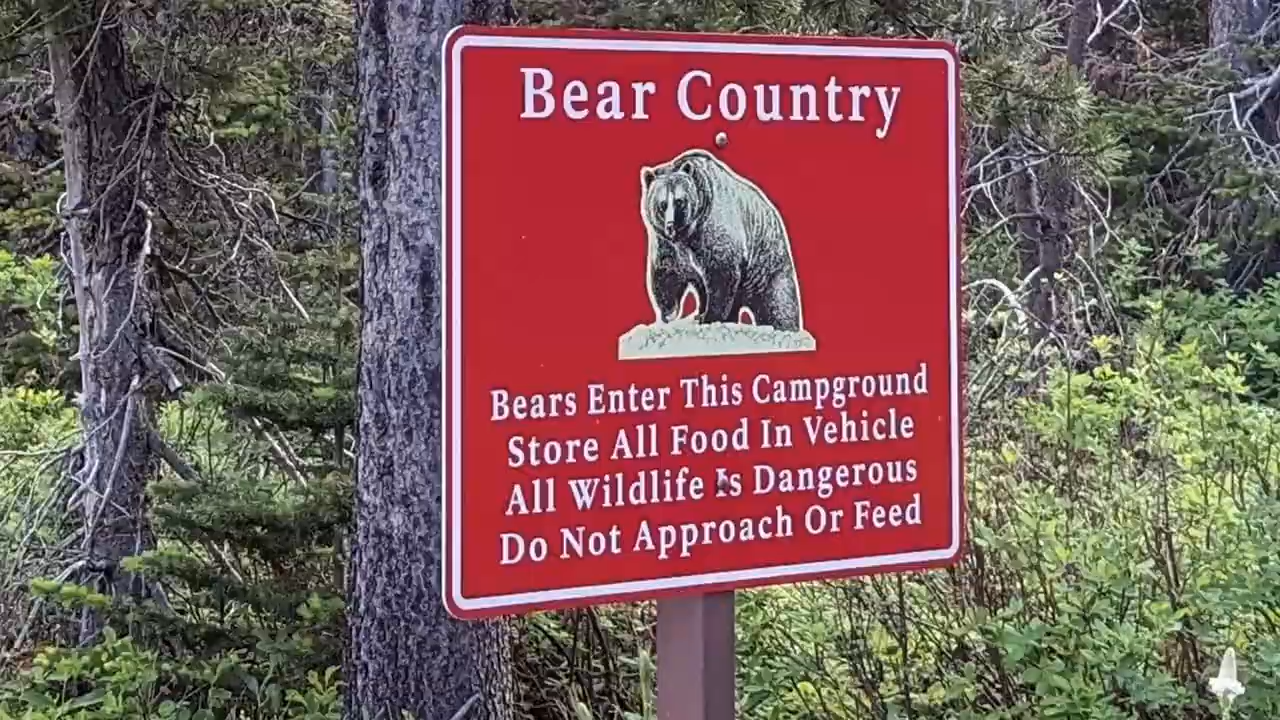 Bear Country
Bears Enter This Campground
Store All Food In Vehicle
All Wildlife Is Dangerous
Do Not Approach Or Feed